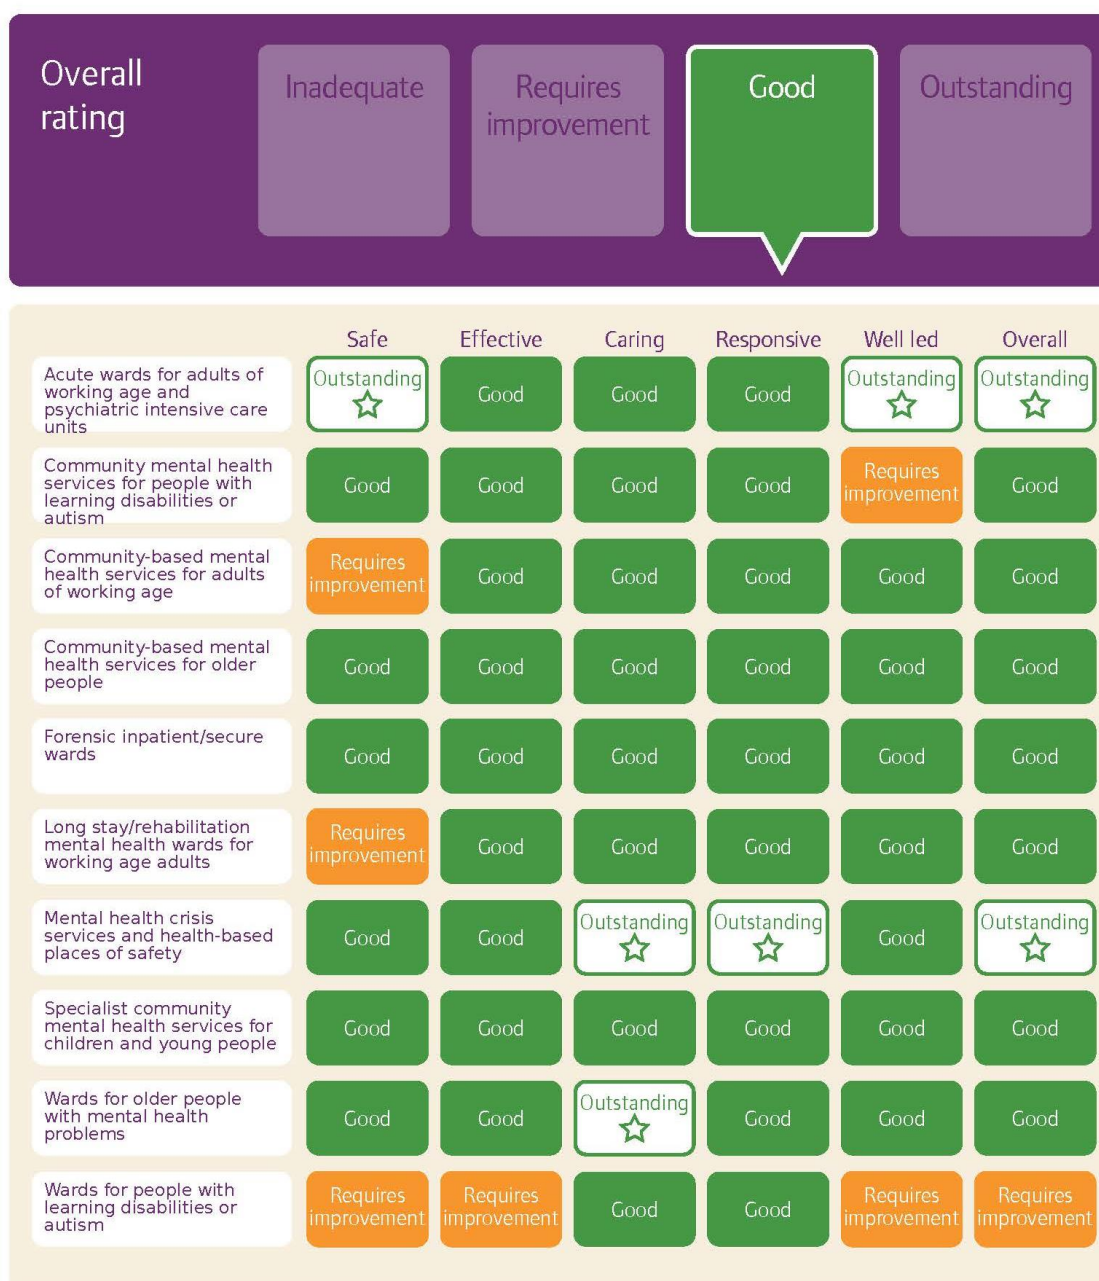 Overall
rating
Inadequate
Requires
improvement
Good
Outstanding
Safe Effective Caring Responsive Well led Overall
Acute wards for adults of
working age and
psychiatric intensive care
units
Outstanding Good Good Good Outstanding Outstanding
Community mental health
services for people with
learning disabilities or
autism
Good Good Good Good Requires
improvement Good
Community-based mental
health services for adults
of working age
Requires
improvement Good Good Good Good Good
Community-based mental
health services for older
people
Good Good Good Good Good Good
Forensic inpatient/secure
wards
Good Good Good Good Good Good
Long stay/rehabilitation
mental health wards for
working age adults
Requires
improvement Good Good Good Good Good
Mental health crisis
services and health-based
places of safety
Good Good Outstanding Outstanding Good Outstanding
Specialist community
mental health services for
children and young people
Good Good Good Good Good Good
Wards for older people
with mental health
problems
Good Good Outstanding Good Good Good
Wards for people with
learning disabilities or
autism
Requires
improvement Requires
improvement Good Good Requires
improvement Requires
improvement